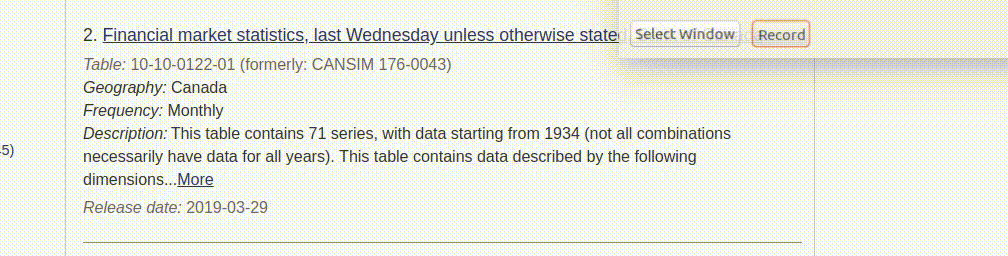 2. Financial market statistics, last Wednesday unless otherwise state
Select Window Record
Table: 10-10-0122-01 (formerly: CANSIM 176-0043)
Geography: Canada
Frequency: Monthly
Description: This table contains 71 series, with data starting from 1934 (not all combinations
5)
necessarily have data for all years). This table contains data described by the following
dimensions...More
Release date: 2019-03-29